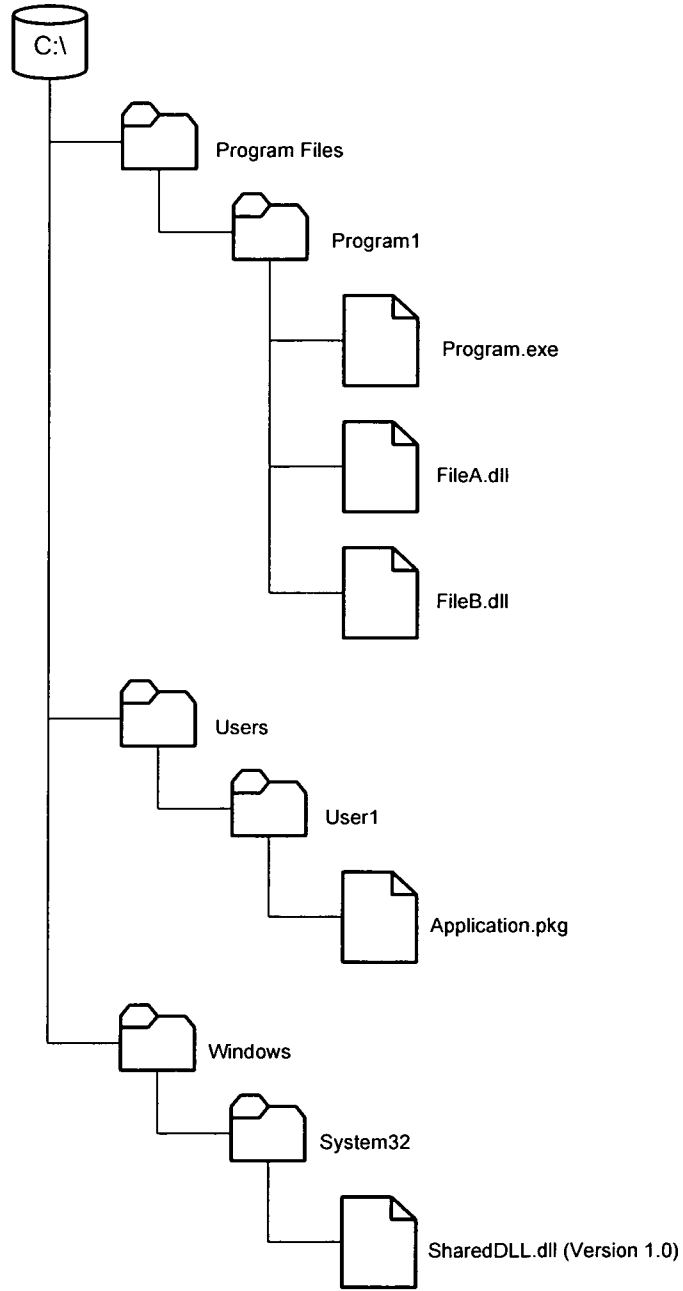 C:\
Program Files
Program1
Program.exe
FileA.dll
FileB.dll
Users
User1
Application.pkg
Windows
System32
SharedDLL.dll (Version 1.0)